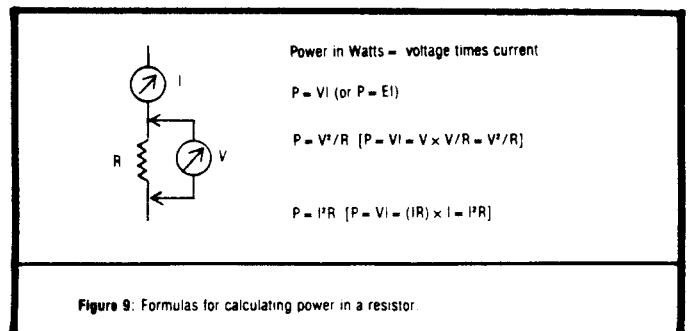 Power in Watts = voltage times current
I
P = VI (or P = EI)
P = V²/R [P = VI = V × V/R = V²/R]
R
V
P = I²R [P = VI = (IR) × I = I²R]
Figure 9: Formulas for calculating power in a resistor.